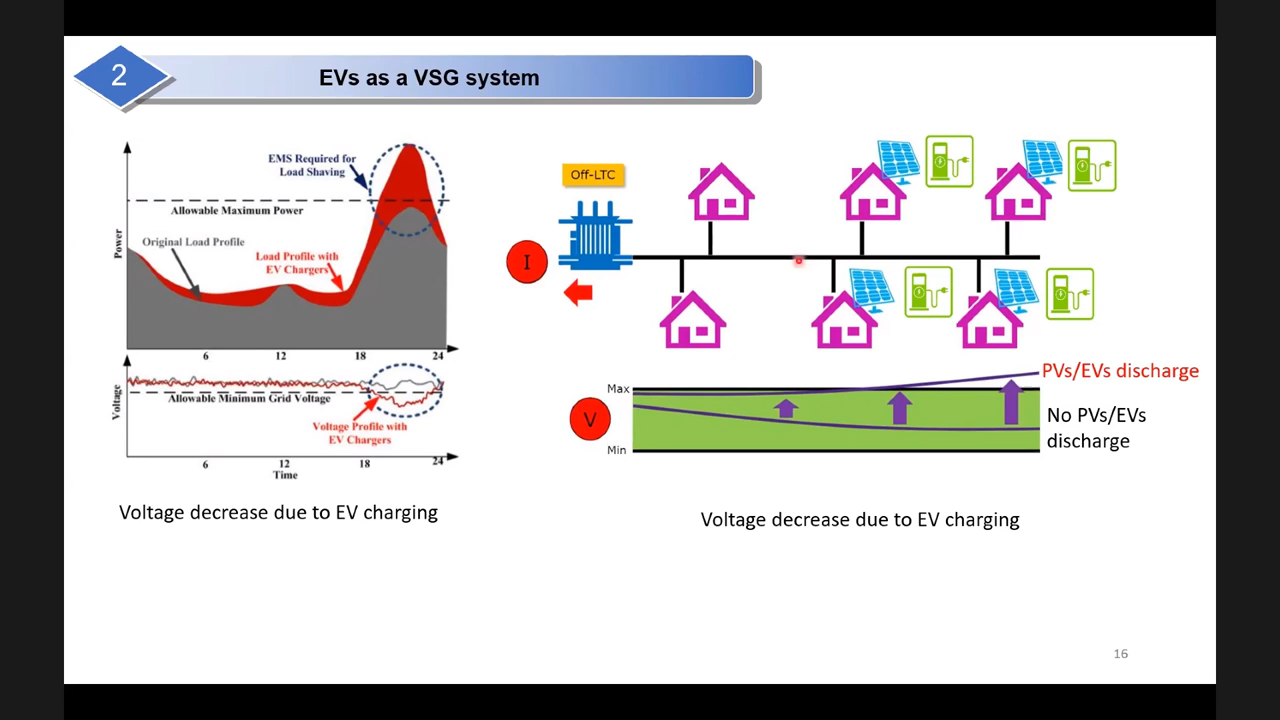 2
EVs as a VSG system
EMS Required for
Load Shaving
Allowable Maximum Power
Original Load Profile
Load Profile with
EV Chargers
Power
6 12 18 24
Allowable Minimum Grid Voltage
Voltage Profile with
EV Chargers
Voltage
6 12 18 24
Time
Voltage decrease due to EV charging
Off-LTC
I
Max
Min
V
PVs/EVs discharge
No PVs/EVs
discharge
Voltage decrease due to EV charging
16